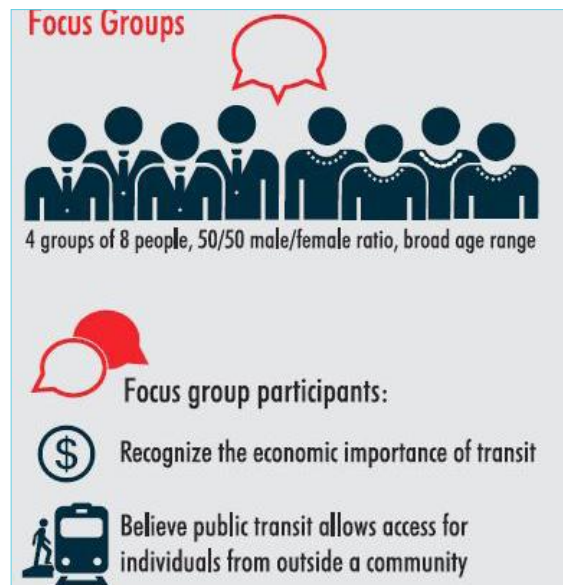 Focus Groups
4 groups of 8 people, 50/50 male/female ratio, broad age range
Focus group participants:
$
Recognize the economic importance of transit
Believe public transit allows access for
individuals from outside a community